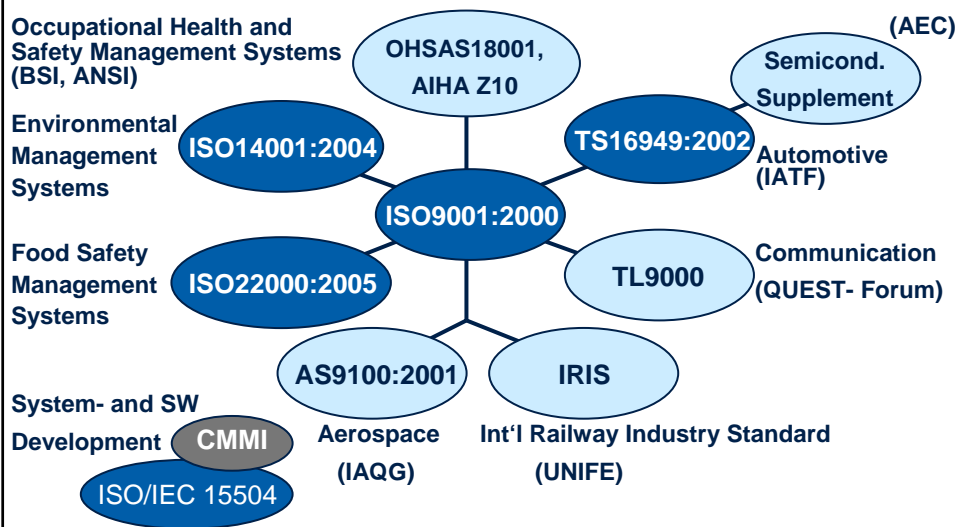 Occupational Health and
Safety Management Systems
(BSI, ANSI)
OHSAS18001,
AIHA Z10
(AEC)
Semicond.
Supplement
Environmental
Management
Systems
ISO14001:2004
TS16949:2002
Automotive
(IATF)
ISO9001:2000
Food Safety
Management
Systems
ISO22000:2005
TL9000
Communication
(QUEST- Forum)
AS9100:2001
IRIS
System- and SW
Development
CMMI
ISO/IEC 15504
Aerospace
(IAQG)
Int‘l Railway Industry Standard
(UNIFE)